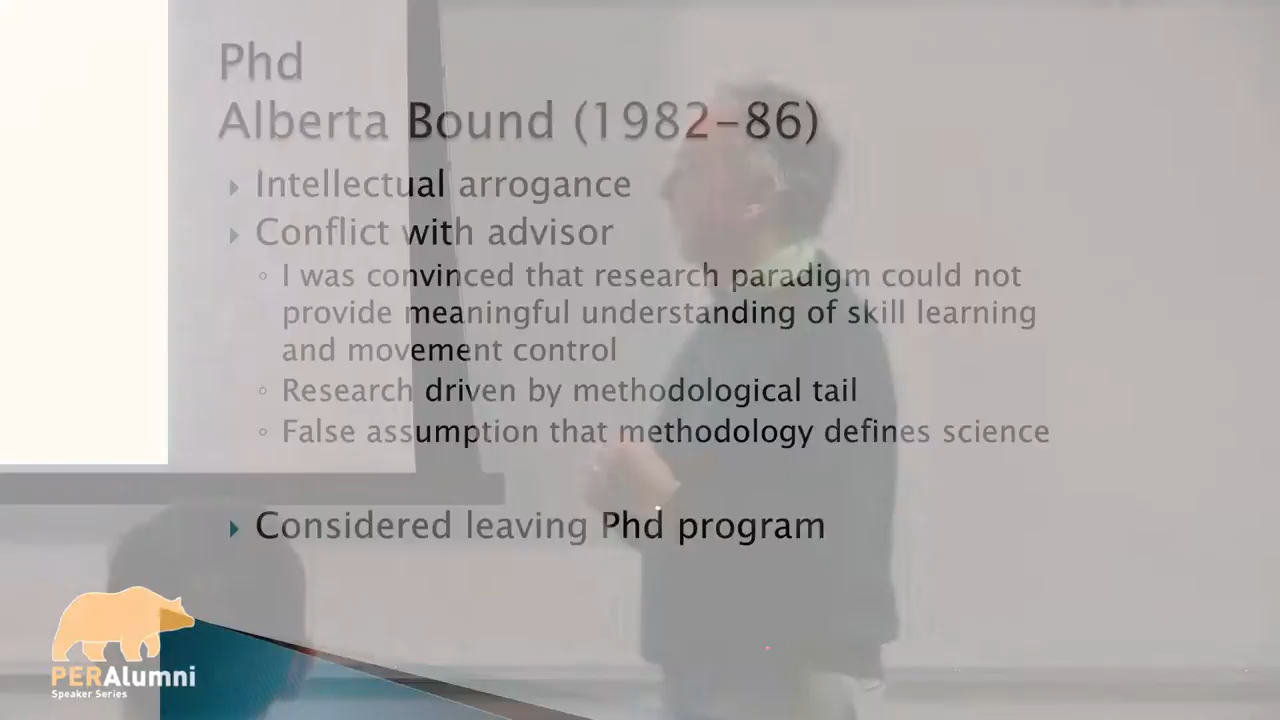 Phd
Alberta Bound (1982-86)
Intellectual arrogance
Conflict with advisor
I was convinced that research paradigm could not
provide meaningful understanding of skill learning
and movement control
Research driven by methodological tail
False assumption that methodology defines science
Considered leaving Phd program
PERAlumni
Speaker Series